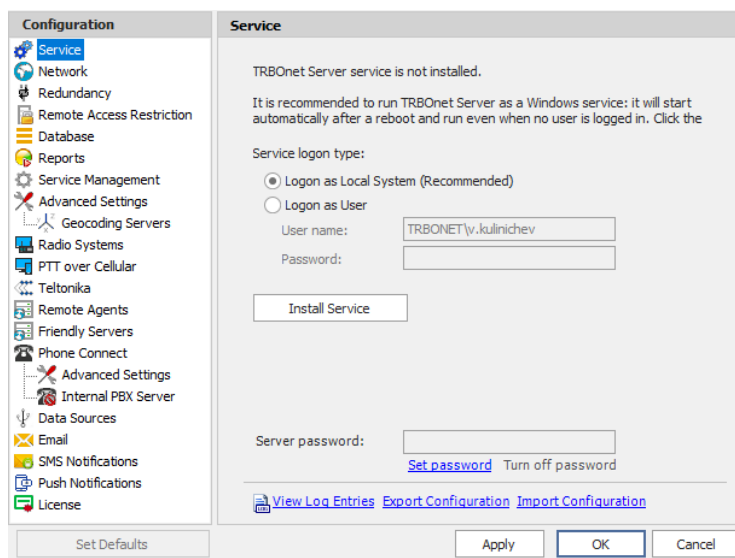 Configuration
Service
Network
Redundancy
Remote Access Restriction
Database
Reports
Service Management
Advanced Settings
Geocoding Servers
Radio Systems
PTT over Cellular
Teltonika
Remote Agents
Friendly Servers
Phone Connect
Advanced Settings
Internal PBX Server
Data Sources
Email
SMS Notifications
Push Notifications
License
Set Defaults
Service
TRBOnet Server service is not installed.
It is recommended to run TRBOnet Server as a Windows service: it will start
automatically after a reboot and run even when no user is logged in. Click the
Service logon type:
Logon as Local System (Recommended)
Logon as User
User name: TRBONET\v.kulinichev
Password:
Install Service
Server password:
Set password Turn off password
View Log Entries Export Configuration Import Configuration
Apply OK Cancel